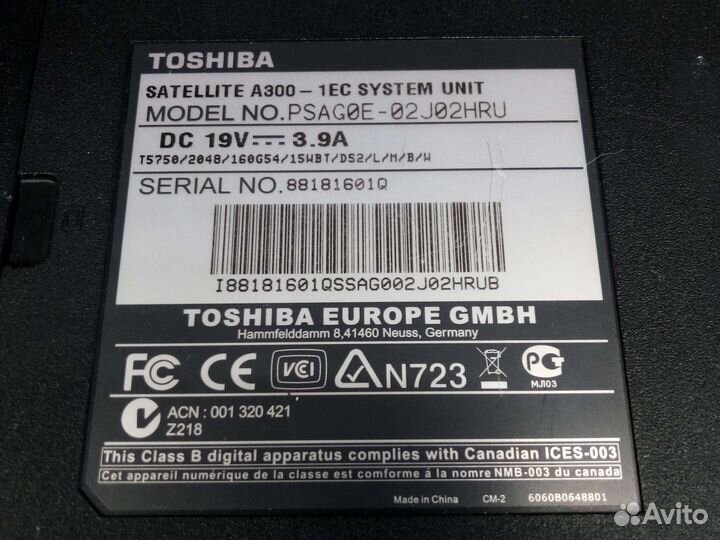 TOSHIBA
SATELLITE A300 – 1EC SYSTEM UNIT
MODEL NO.PSAG0E-02J02HRU
DC 19V⎓3.9A
T5750/2048/160G54/15WBT/DS2/L/M/B/W
SERIAL NO.88181601Q
I88181601QSSAG002J02HRUB
TOSHIBA EUROPE GMBH
Hammfelddamm 8,41460 Neuss, Germany
FC CE VCI N723 PG
МЛ03
ACN : 001 320 421
Z218
This Class B digital apparatus complies with Canadian ICES-003
Cet appareil numérique de la classe est conforme à la nomre NMB-003 du canada
Made in China CM-2 6060B0648801
Avito